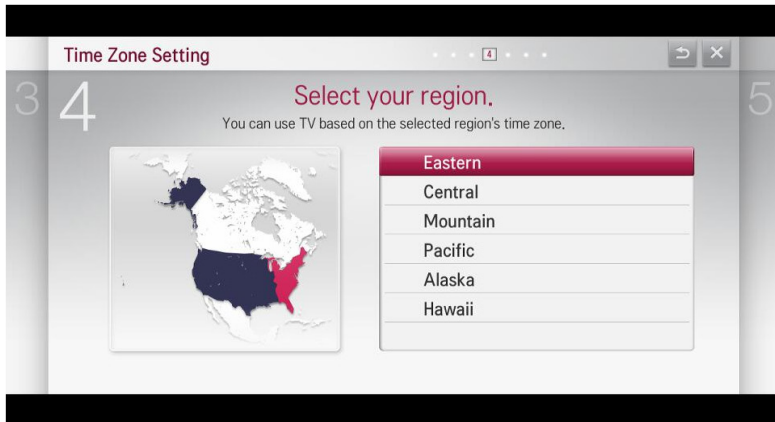 Time Zone Setting
4
3
4
5
Select your region.
You can use TV based on the selected region's time zone.
Eastern
Central
Mountain
Pacific
Alaska
Hawaii